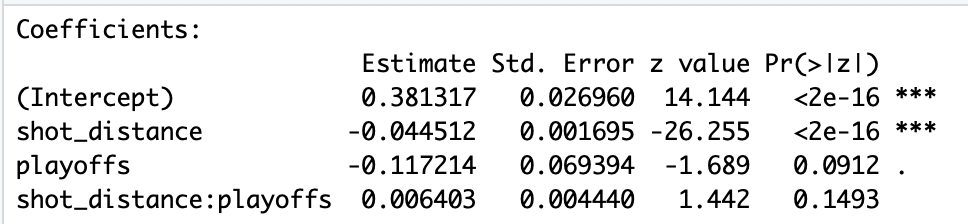 Coefficients:
Estimate Std. Error z value Pr(>|z|)
(Intercept) 0.381317 0.026960 14.144 <2e-16 ***
shot_distance -0.044512 0.001695 -26.255 <2e-16 ***
playoffs -0.117214 0.069394 -1.689 0.0912 .
shot_distance:playoffs 0.006403 0.004440 1.442 0.1493